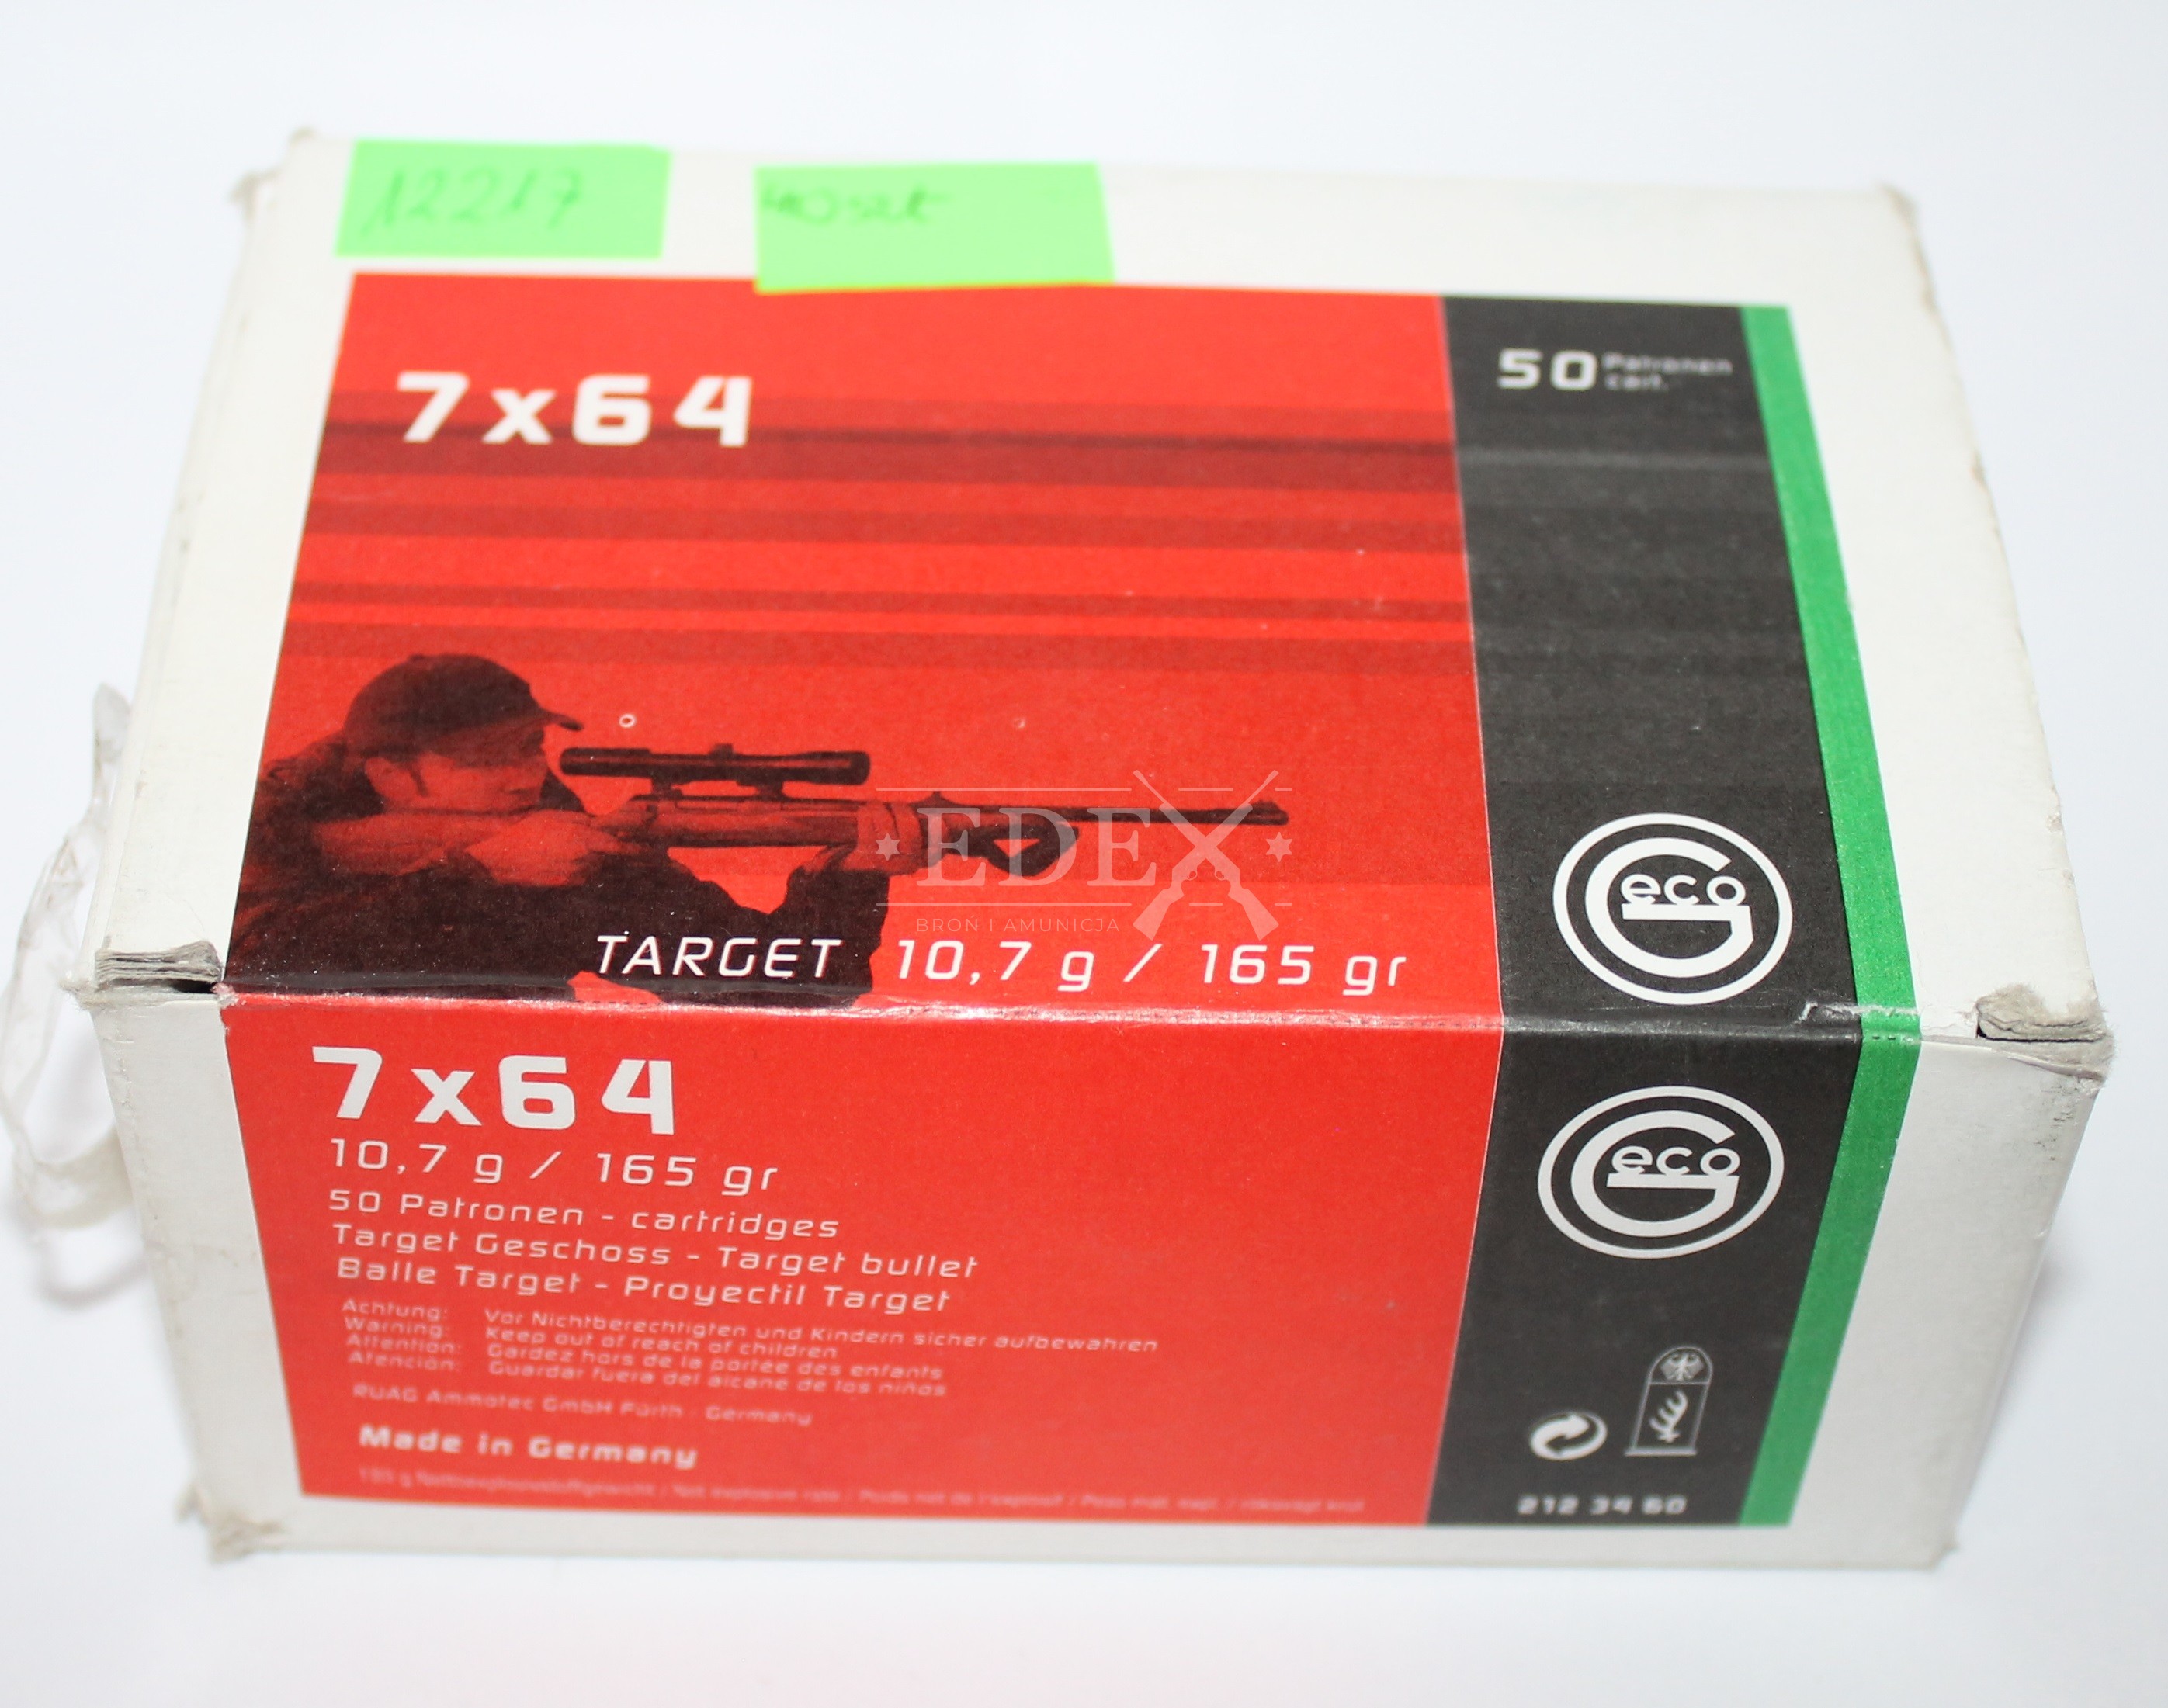 12217
40 szt
7x64
50 Patronen
cart.
EDEX
BROŃ I AMUNICJA
TARGET 10,7 g / 165 gr
Geco
7x64
10,7 g / 165 gr
50 Patronen - cartridges
Target Geschoss - Target bullet
Balle Target - Proyectil Target
Achtung: Vor Nichtberechtigten und Kindern sicher aufbewahren
Warning: Keep out of reach of children
Attention: Gardez hors de la portée des enfants
Atención: Guardar fuera del alcane de los niños
RUAG Ammotec GmbH Fürth - Germany
Made in Germany
Geco
212 34 60